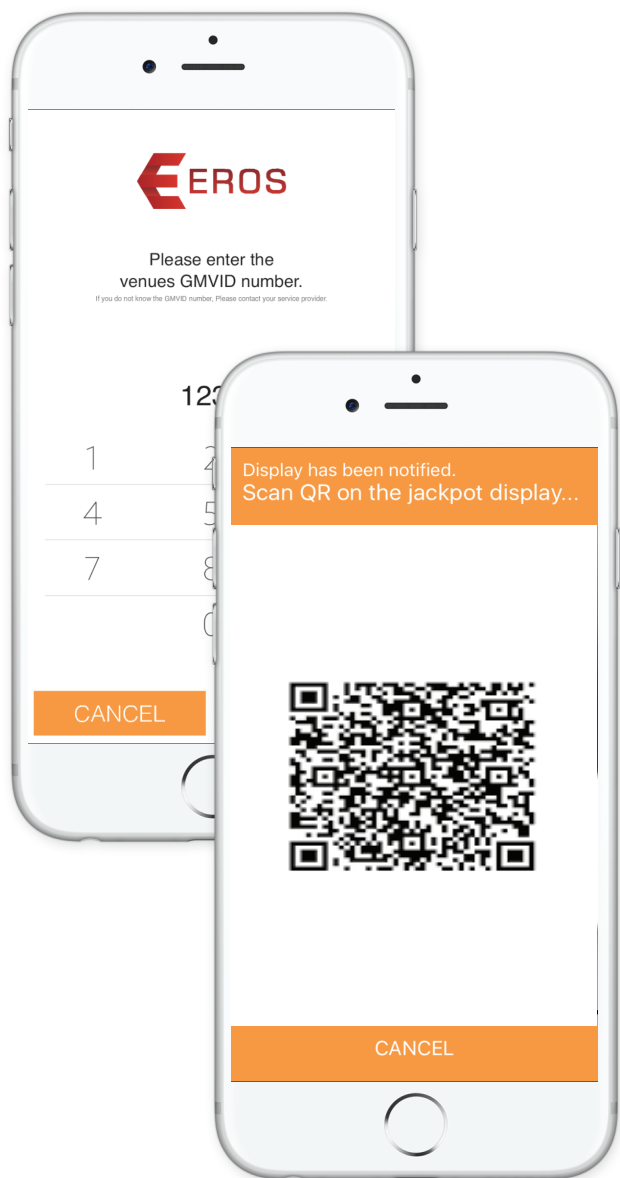 EROS
Please enter the
venues GMVID number.
If you do not know the GMVID number, Please contact your service provider.
123
1
4
7
CANCEL
Display has been notified.
Scan QR on the jackpot display...
CANCEL